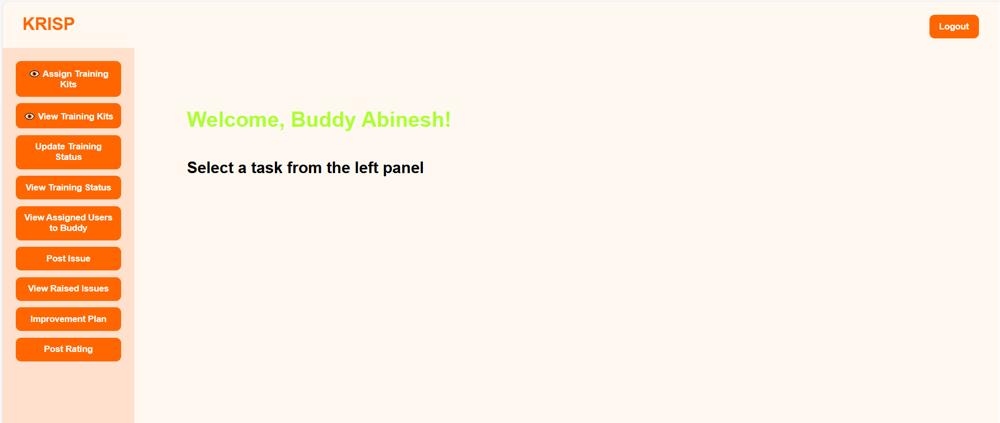 KRISP
Logout
Assign Training
Kits
View Training Kits
Update Training
Status
View Training Status
View Assigned Users
to Buddy
Post Issue
View Raised Issues
Improvement Plan
Post Rating
Welcome, Buddy Abinesh!
Select a task from the left panel